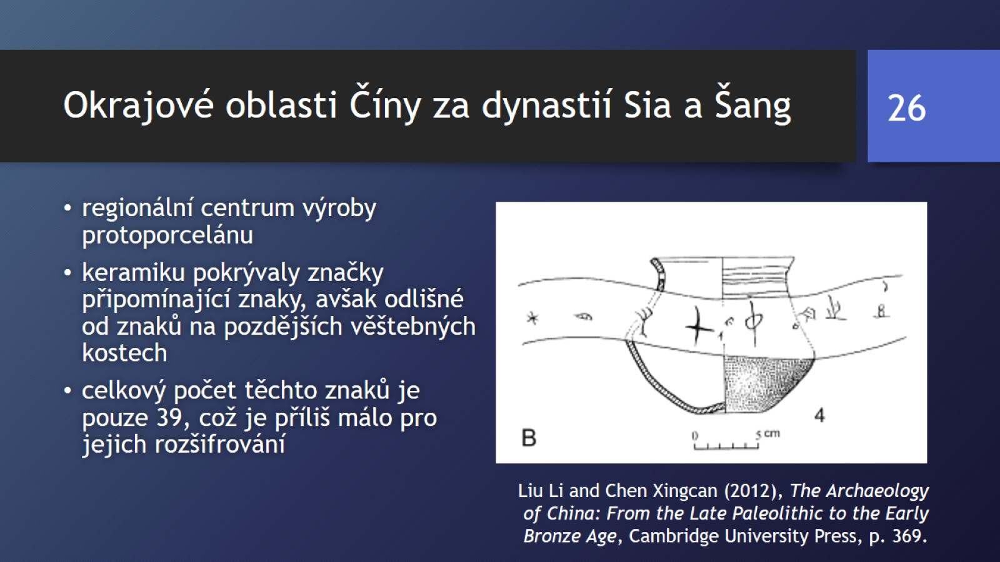 Okrajové oblasti Číny za dynastií Sia a Šang
26
• regionální centrum výroby
protoporcelánu
• keramiku pokrývaly značky
připomínající znaky, avšak odlišné
od znaků na pozdějších věštebných
kostech
• celkový počet těchto znaků je
pouze 39, což je příliš málo pro
jejich rozšifrování
4
B
0 5 cm
Liu Li and Chen Xingcan (2012), The Archaeology
of China: From the Late Paleolithic to the Early
Bronze Age, Cambridge University Press, p. 369.